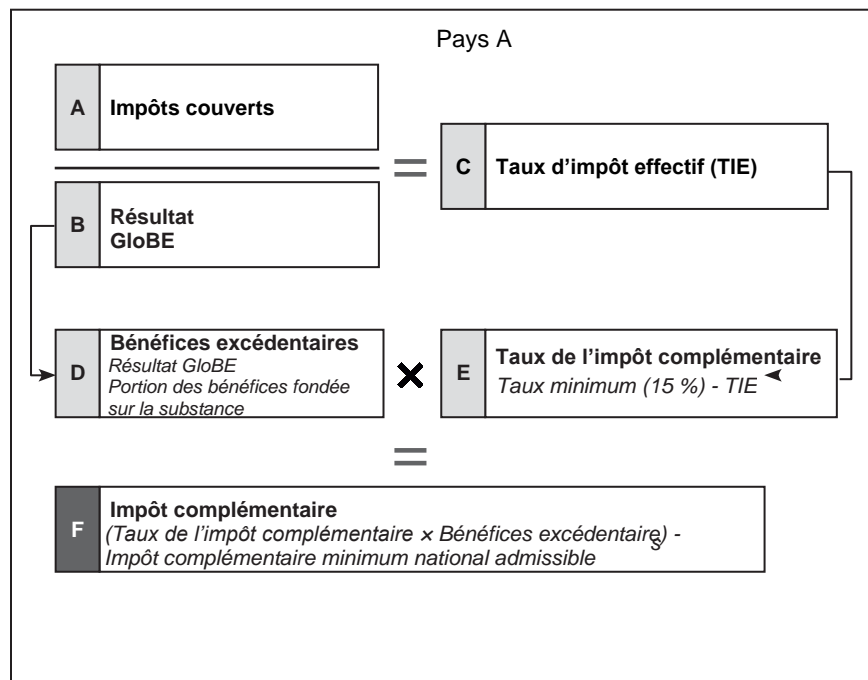 Pays A
A
Impôts couverts
C
Taux d’impôt effectif (TIE)
B
Résultat
GloBE
D
Bénéfices excédentaires
Résultat GloBE
Portion des bénéfices fondée
sur la substance
×
E
Taux de l’impôt complémentaire
Taux minimum (15 %) - TIE
=
F
Impôt complémentaire
(Taux de l’impôt complémentaire × Bénéfices excédentaires) -
Impôt complémentaire minimum national admissible